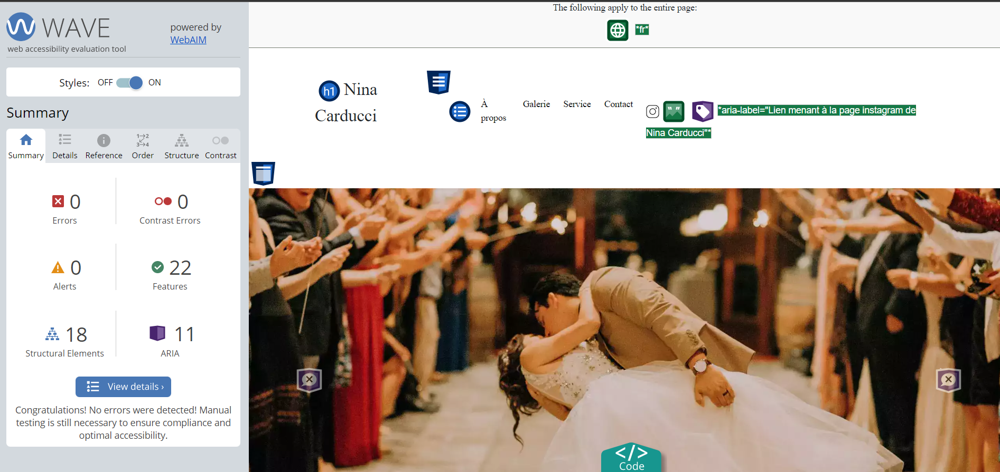 WAVE
powered by
WebAIM
web accessibility evaluation tool
Styles: OFF ON
Summary
Summary Details Reference Order Structure Contrast
0
Errors
0
Contrast Errors
0
Alerts
22
Features
18
Structural Elements
11
ARIA
View details ›
Congratulations! No errors were detected! Manual
testing is still necessary to ensure compliance and
optimal accessibility.
The following apply to the entire page:
*fr*
h1 Nina
Carducci
À
propos
Galerie
Service
Contact
*aria-label="Lien menant à la page instagram de
Nina Carducci"*
</>
Code